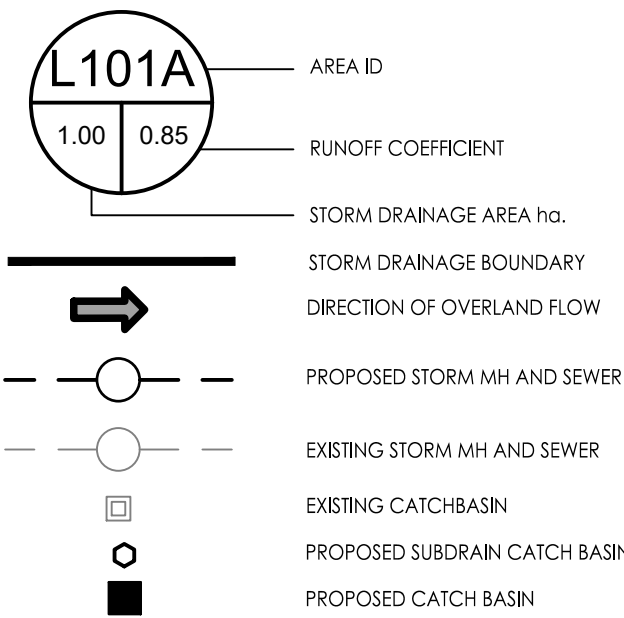 L101A
AREA ID
1.00 0.85
RUNOFF COEFFICIENT
STORM DRAINAGE AREA ha.
STORM DRAINAGE BOUNDARY
DIRECTION OF OVERLAND FLOW
PROPOSED STORM MH AND SEWER
EXISTING STORM MH AND SEWER
EXISTING CATCHBASIN
PROPOSED SUBDRAIN CATCH BASIN
PROPOSED CATCH BASIN